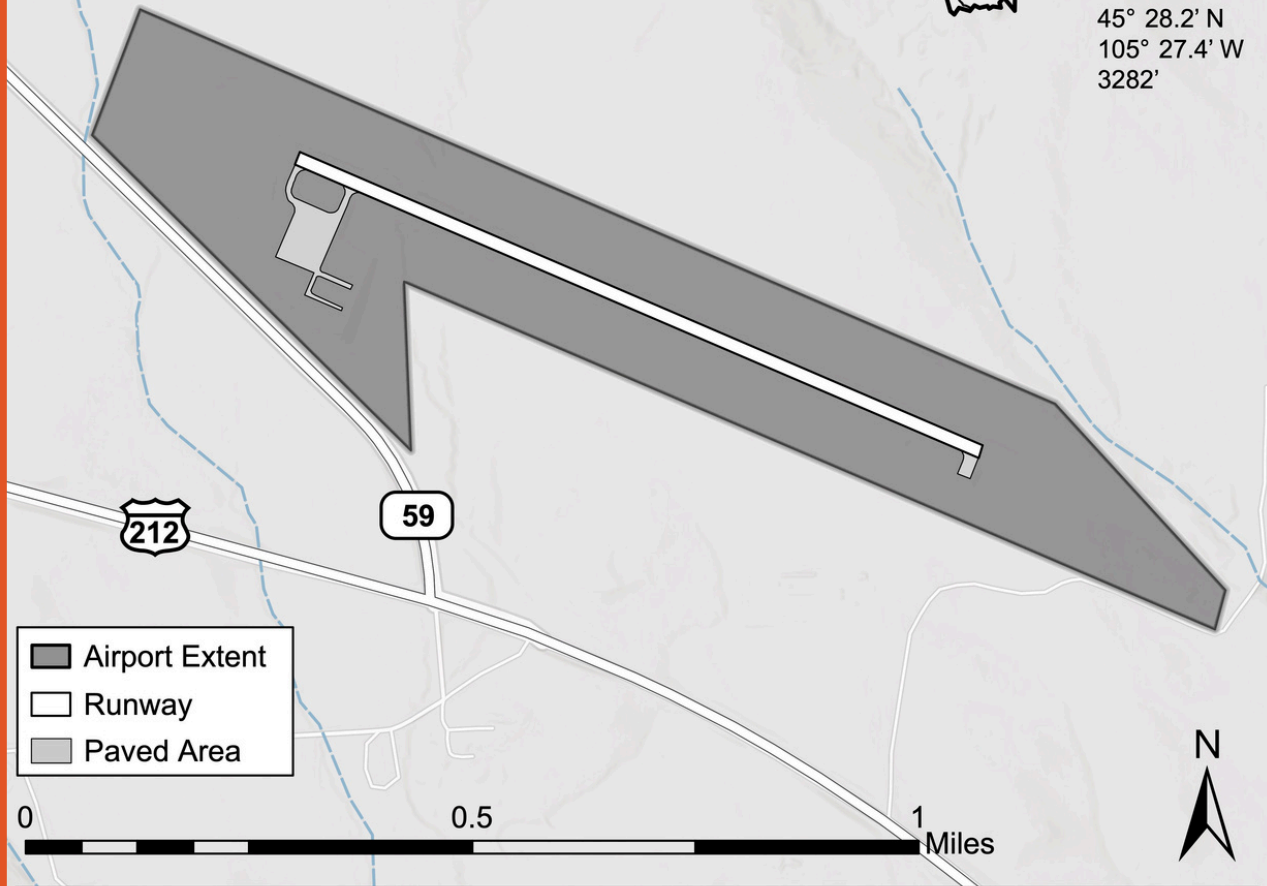 45° 28.2’ N
105° 27.4’ W
3282’
59
212
Airport Extent
Runway
Paved Area
N
0 0.5 1
Miles